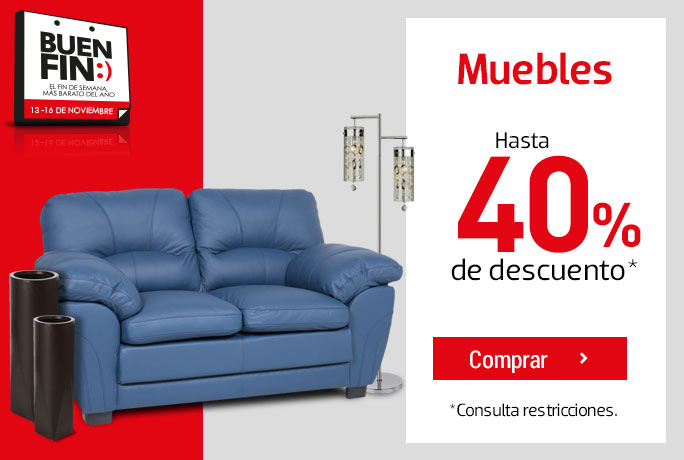 BUEN
FIN:)
EL FIN DE SEMANA
MÁS BARATO DEL AÑO
13 -16 DE NOVIEMBRE
Muebles
Hasta
40%
de descuento*
Comprar >
*Consulta restricciones.